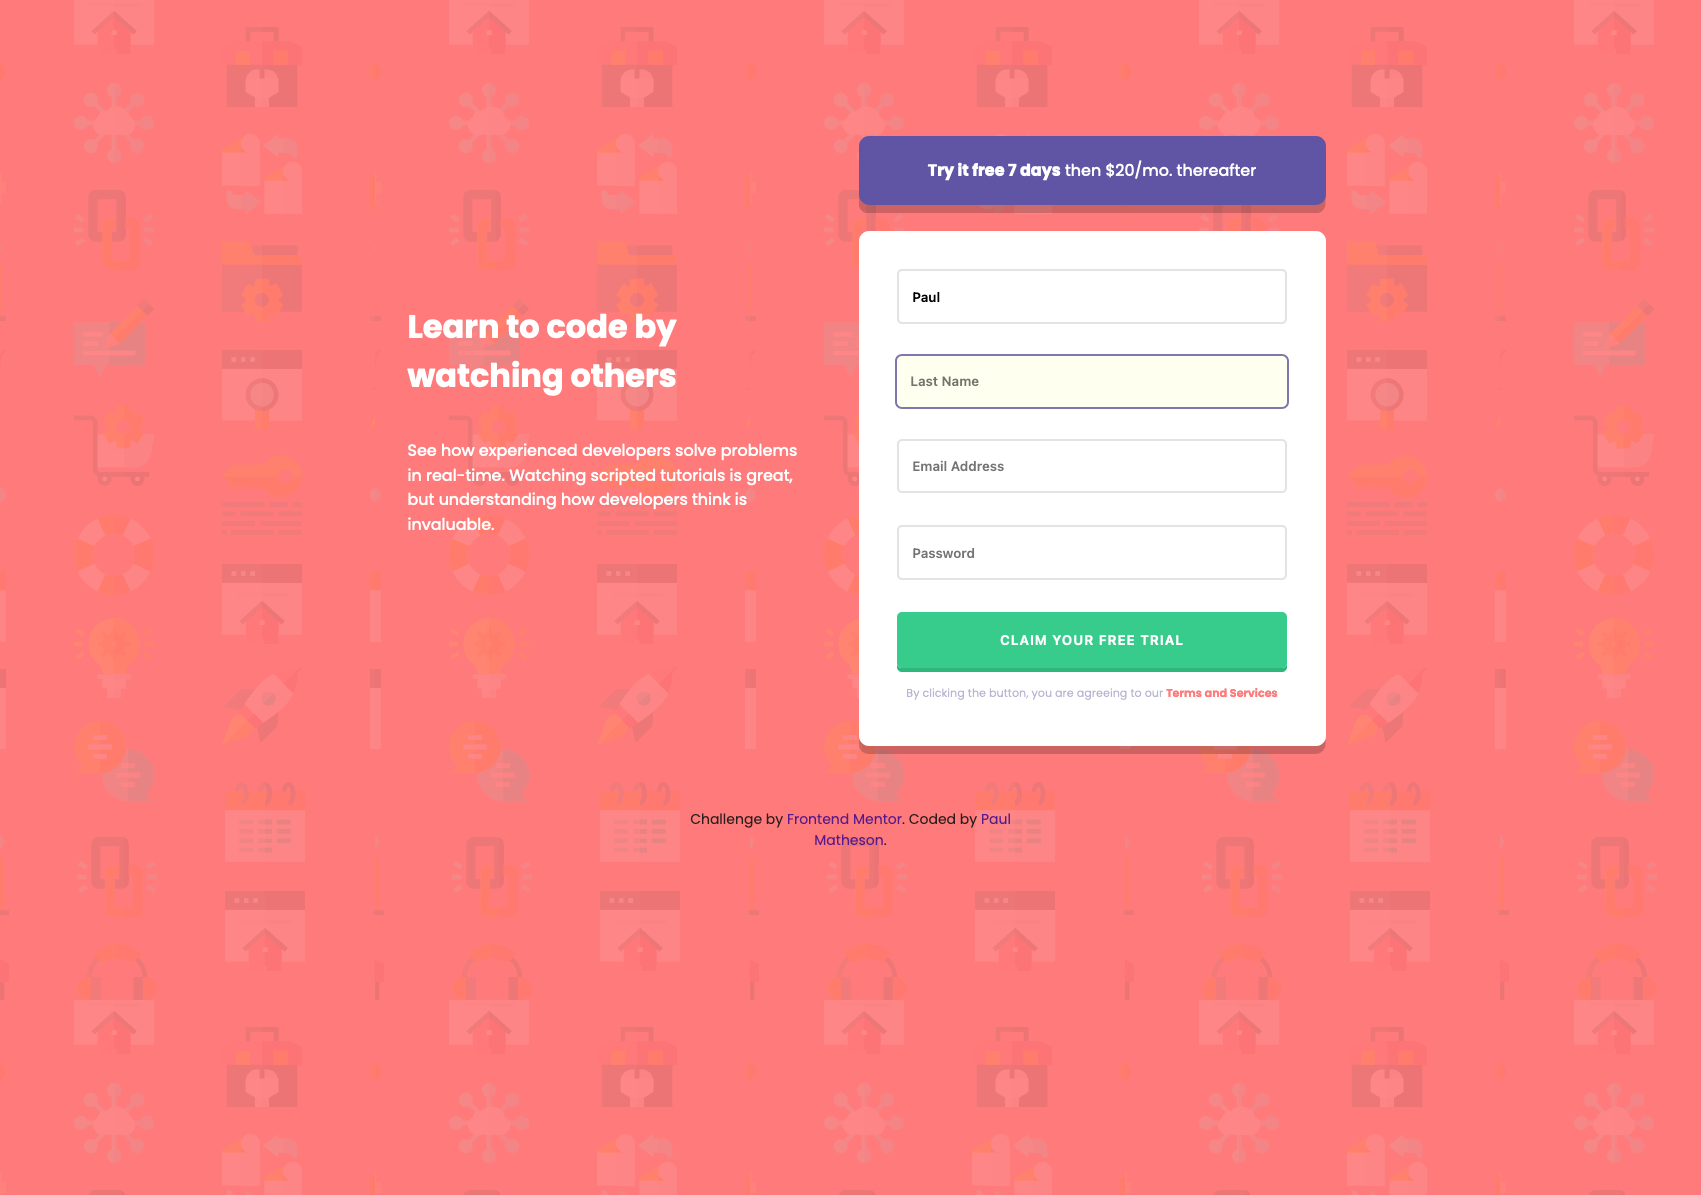 Try it free 7 days then $20/mo. thereafter
Learn to code by
watching others
See how experienced developers solve problems
in real-time. Watching scripted tutorials is great,
but understanding how developers think is
invaluable.
Paul
Last Name
Email Address
Password
CLAIM YOUR FREE TRIAL
By clicking the button, you are agreeing to our Terms and Services
Challenge by Frontend Mentor. Coded by Paul
Matheson.